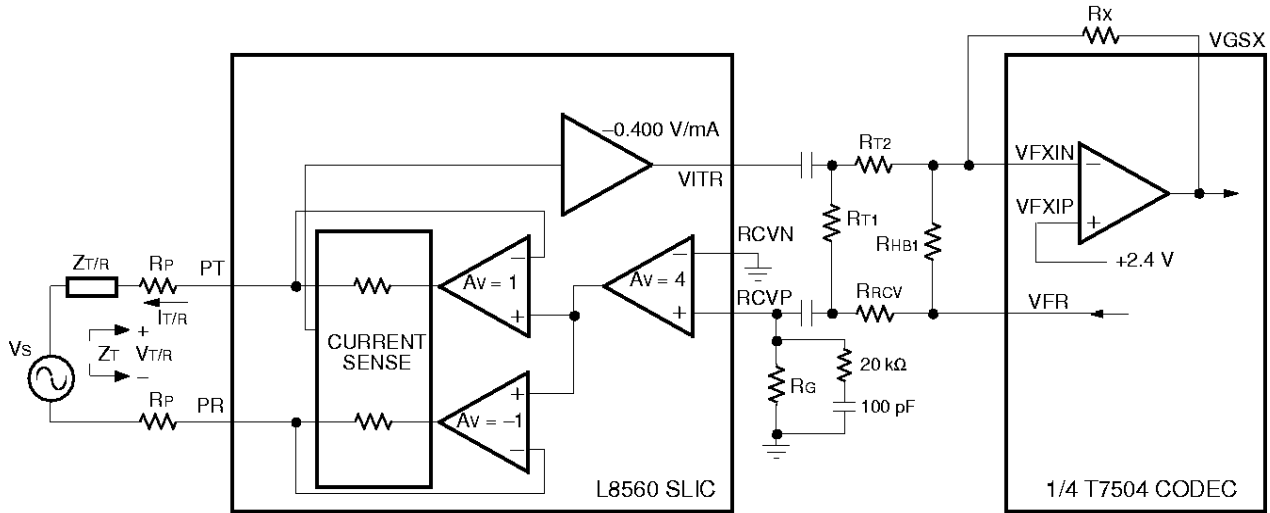 RX
VGSX
–0.400 V/mA
VITR
RT2
VFXIN
−
VFXIP
+
+2.4 V
RT1
RHB1
RCVN
−
AV = 1
−
+
AV = 4
RCVP
+
RRCV
VFR
ZT/R
RP
PT
IT/R
CURRENT
SENSE
VS
ZT
+
VT/R
−
RP
PR
+
AV = –1
−
20 kΩ
RG
100 pF
L8560 SLIC
1/4 T7504 CODEC